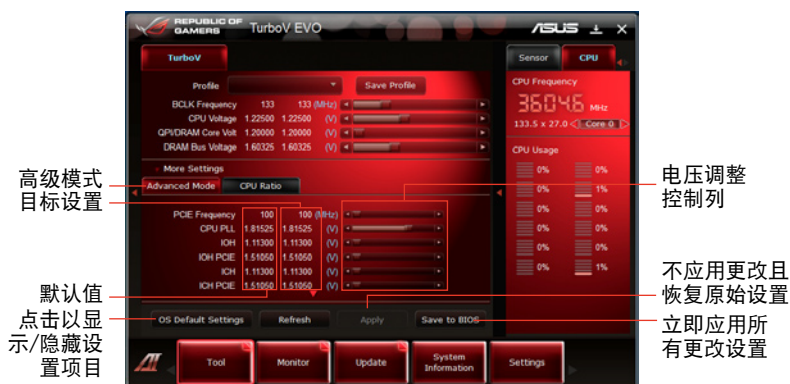 REPUBLIC OF
GAMERS
TurboV EVO
ASUS
TurboV
Profile
Save Profile
BCLK Frequency 133 133 (MHz)
CPU Voltage 1.22500 1.22500 (V)
QPI/DRAM Core Volt 1.20000 1.20000 (V)
DRAM Bus Voltage 1.60325 1.60325 (V)
More Settings
Advanced Mode
CPU Ratio
PCIE Frequency 100 100 (MHz)
CPU PLL 1.81525 1.81525 (V)
IOH 1.11300 1.11300 (V)
IOH PCIE 1.51050 1.51050 (V)
ICH 1.11300 1.11300 (V)
ICH PCIE 1.51050 1.51050 (V)
OS Default Settings
Refresh
Apply
Save to BIOS
Tool
Monitor
Update
System
Information
Settings
Sensor
CPU
CPU Frequency
3604.6 MHz
133.5 x 27.0
Core 0
CPU Usage
0% 0%
0% 1%
0% 0%
0% 0%
0% 0%
0% 1%
高级模式
目标设置
默认值
点击以显
示/隐藏设
置项目
电压调整
控制列
不应用更改且
恢复原始设置
立即应用所
有更改设置